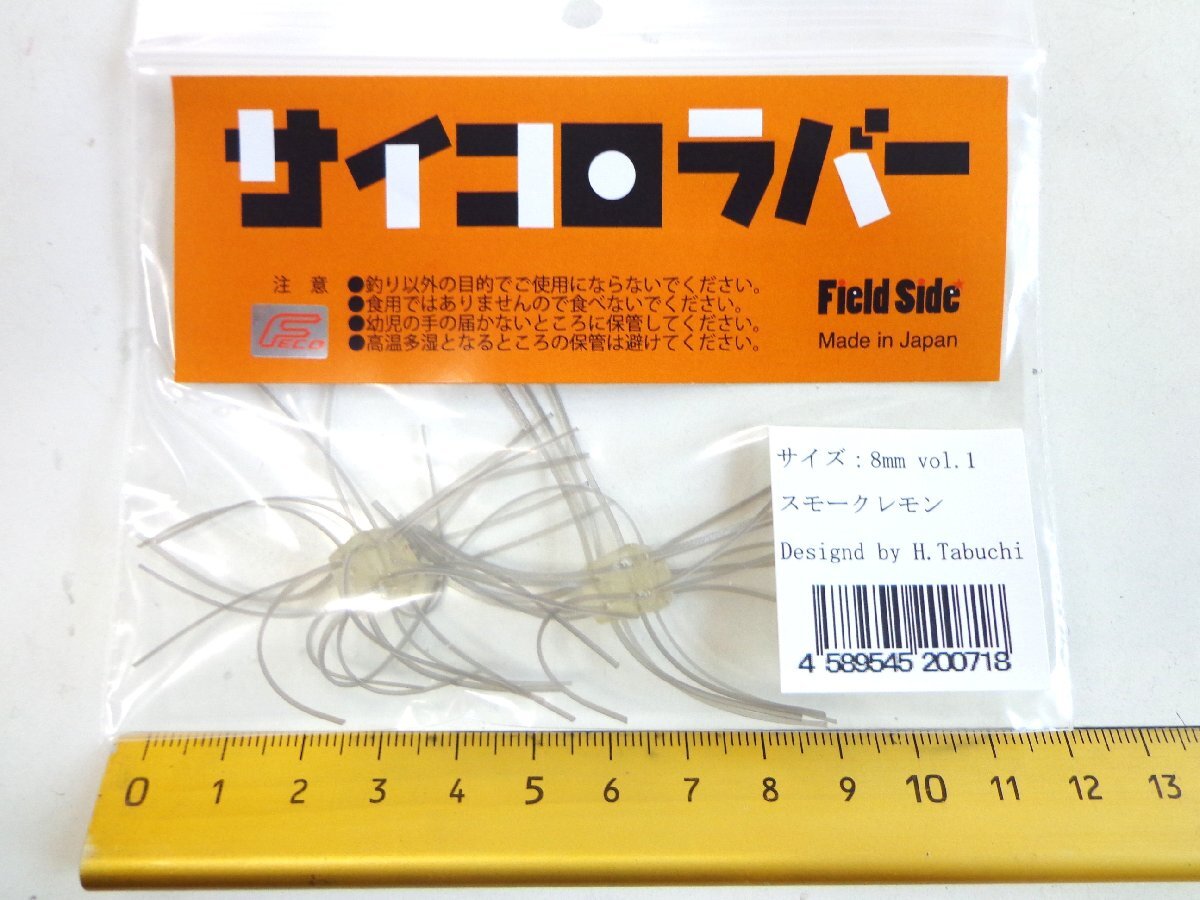 サイコロラバー
注意
●釣り以外の目的でご使用にならないでください。
●食用ではありませんので食べないでください。
●幼児の手の届かないところに保管してください。
●高温多湿となるところの保管は避けてください。
FECO
Field Side
Made in Japan
サイズ：8mm vol.1
スモークレモン
Designd by H.Tabuchi
4 589545 200718
0 1 2 3 4 5 6 7 8 9 10 11 12 13